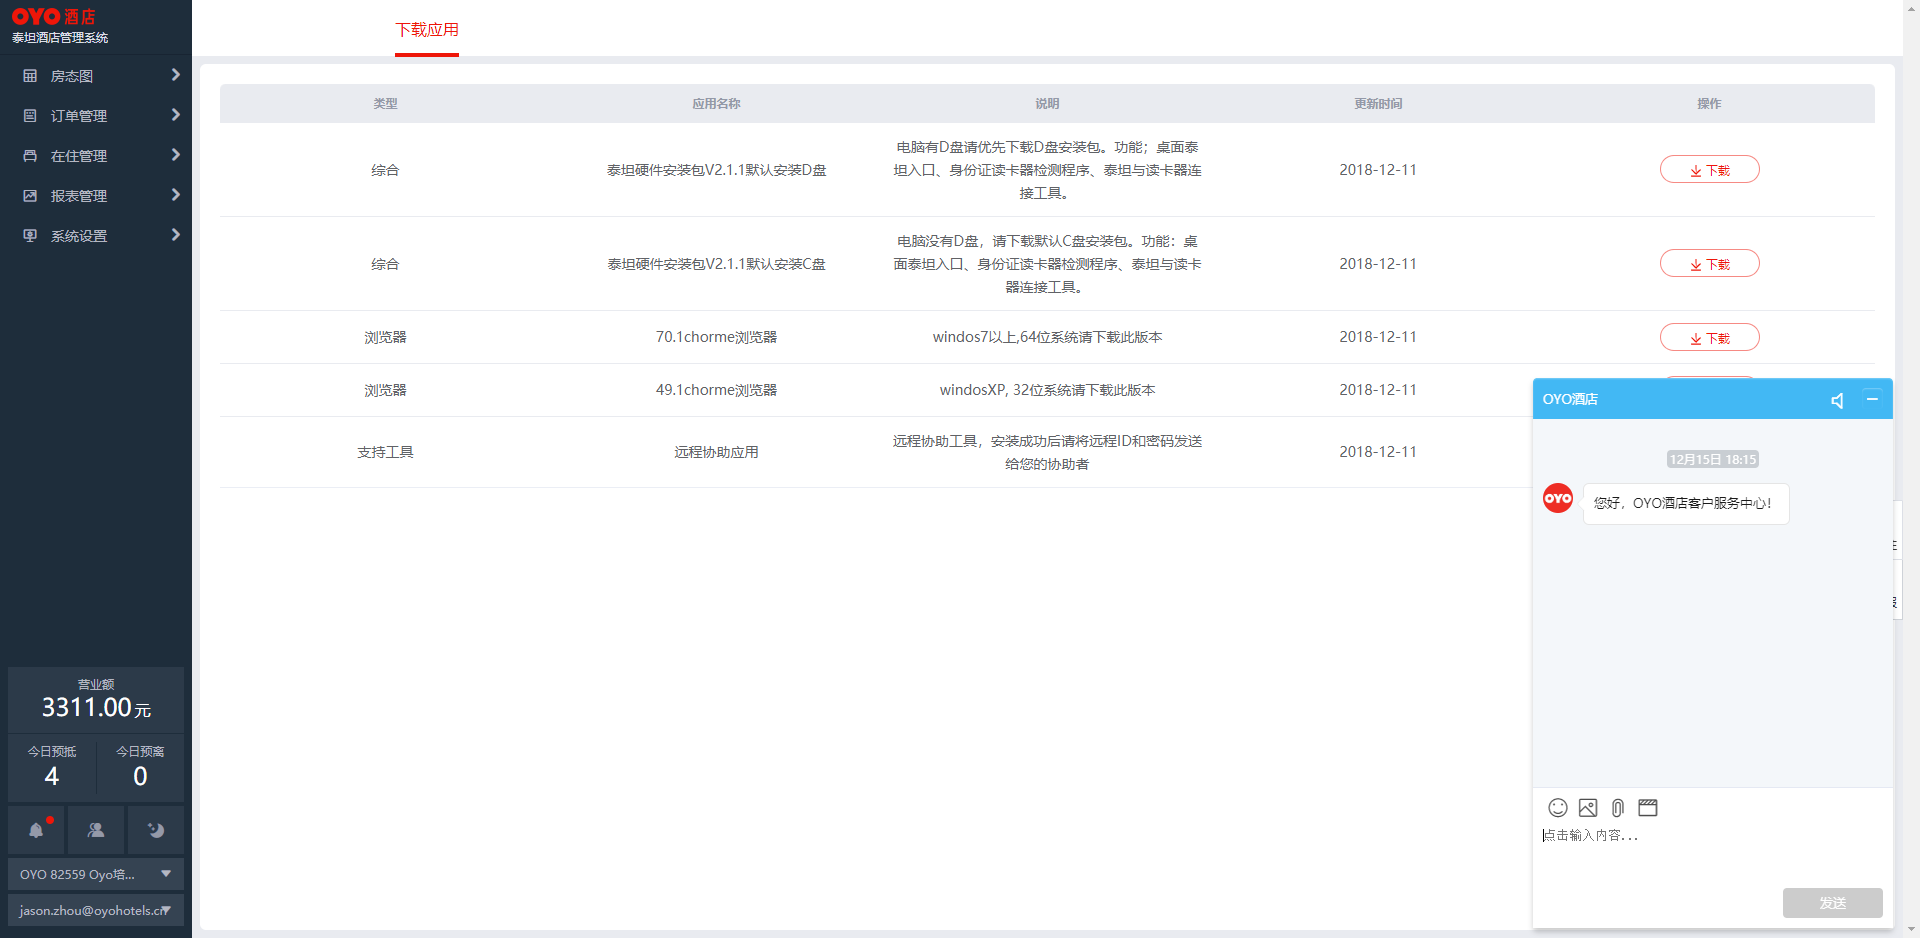 OYO 酒店
泰坦酒店管理系统
房态图
订单管理
在住管理
报表管理
系统设置
营业额
3311.00元
今日预抵
今日预离
4
0
OYO 82559 Oyo培...
jason.zhou@oyohotels.cn
下载应用
类型 应用名称 说明 更新时间 操作
综合 泰坦硬件安装包V2.1.1默认安装D盘
电脑有D盘请优先下载D盘安装包。功能；桌面泰
坦入口、身份证读卡器检测程序、泰坦与读卡器连
接工具。
2018-12-11 下载
综合 泰坦硬件安装包V2.1.1默认安装C盘
电脑没有D盘，请下载默认C盘安装包。功能：桌
面泰坦入口、身份证读卡器检测程序、泰坦与读卡
器连接工具。
2018-12-11 下载
浏览器 70.1chorme浏览器 windos7以上,64位系统请下载此版本 2018-12-11 下载
浏览器 49.1chorme浏览器 windosXP, 32位系统请下载此版本 2018-12-11
支持工具 远程协助应用
远程协助工具，安装成功后请将远程ID和密码发送
给您的协助者
2018-12-11
OYO酒店
12月15日 18:15
OYO
您好，OYO酒店客户服务中心！
点击输入内容...
发送